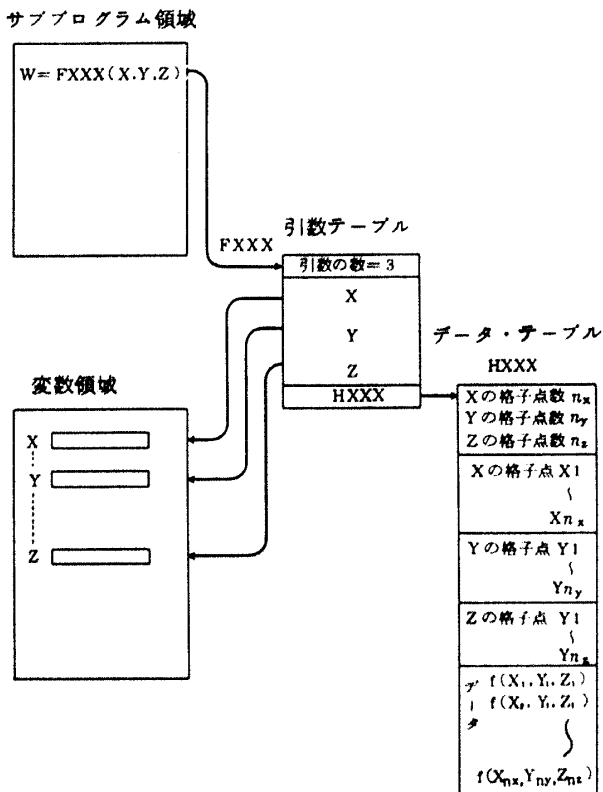 サブプログラム領域
W=FXXX(X.Y.Z)
FXXX
引数テーブル
引数の数=3
X
Y
Z
HXXX
変数領域
X
Y
Z
データ・テーブル
HXXX
Xの格子点数 nx
Yの格子点数 ny
Zの格子点数 nz
Xの格子点 X1
〜
Xnx
Yの格子点 Y1
〜
Yny
Zの格子点 Y1
〜
Ynz
データ
f(X1,Y1,Z1)
f(X2,Y1,Z1)
〜
f(Xnx,Yny,Znz)